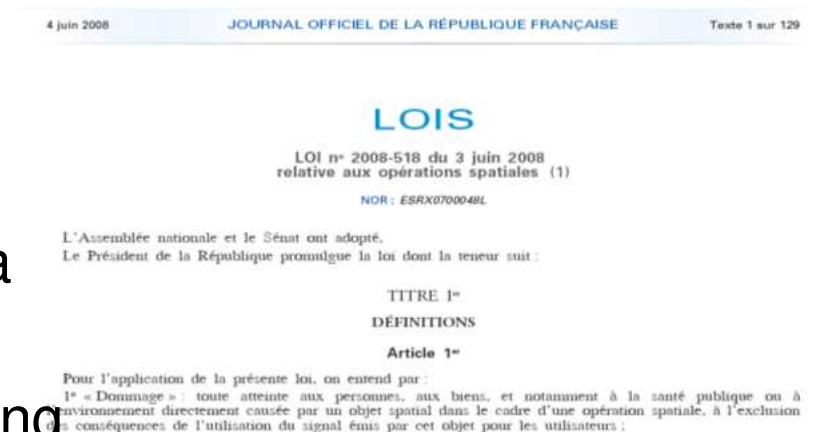 4 juin 2008 JOURNAL OFFICIEL DE LA RÉPUBLIQUE FRANÇAISE Texte 1 sur 129
LOIS
LOI nº 2008-518 du 3 juin 2008
relative aux opérations spatiales (1)
NOR : ESRX0700048L
L'Assemblée nationale et le Sénat ont adopté,
Le Président de la République promulgue la loi dont la teneur suit :
a
TITRE 1er
DÉFINITIONS
Article 1er
Pour l'application de la présente loi, on entend par :
1º « Dommage » : toute atteinte aux personnes, aux biens, et notamment à la santé publique ou à
l'environnement directement causée par un objet spatial dans le cadre d'une opération spatiale, à l'exclusion
ng
des conséquences de l'utilisation du signal émis par cet objet pour les utilisateurs ;